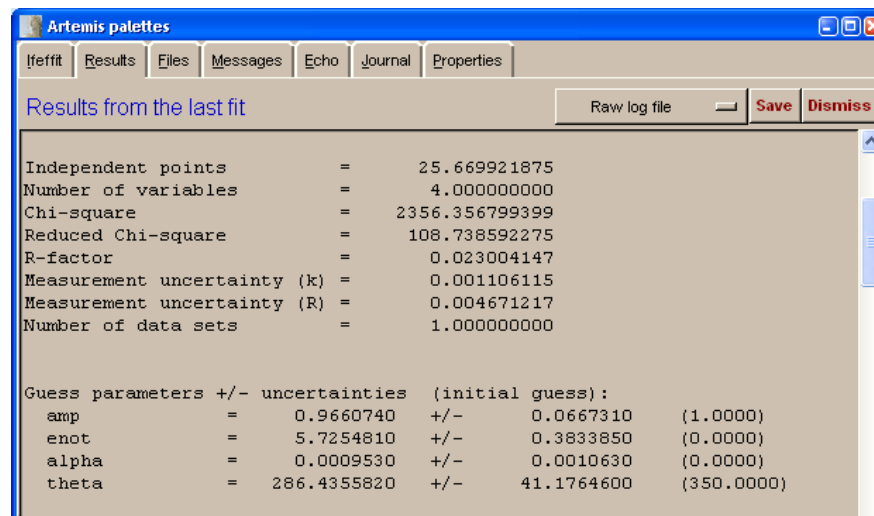 Artemis palettes
Ifeffit Results Files Messages Echo Journal Properties
Results from the last fit Raw log file Save Dismiss
Independent points = 25.669921875
Number of variables = 4.000000000
Chi-square = 2356.356799399
Reduced Chi-square = 108.738592275
R-factor = 0.023004147
Measurement uncertainty (k) = 0.001106115
Measurement uncertainty (R) = 0.004671217
Number of data sets = 1.000000000
Guess parameters +/- uncertainties (initial guess):
amp = 0.9660740 +/- 0.0667310 (1.0000)
enot = 5.7254810 +/- 0.3833850 (0.0000)
alpha = 0.0009530 +/- 0.0010630 (0.0000)
theta = 286.4355820 +/- 41.1764600 (350.0000)